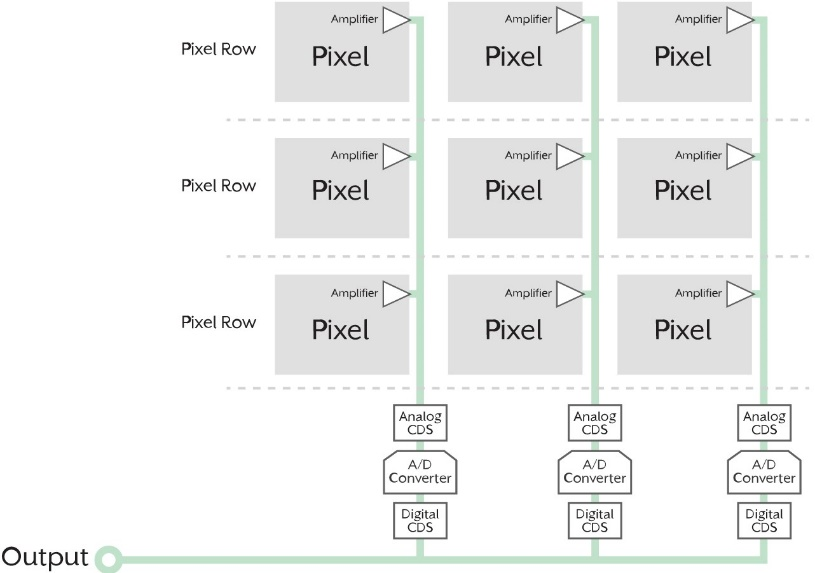 Amplifier Amplifier Amplifier
Pixel Row Pixel Pixel Pixel
Amplifier Amplifier Amplifier
Pixel Row Pixel Pixel Pixel
Amplifier Amplifier Amplifier
Pixel Row Pixel Pixel Pixel
Analog Analog Analog
CDS CDS CDS
A/D A/D A/D
Converter Converter Converter
Digital Digital Digital
CDS CDS CDS
Output